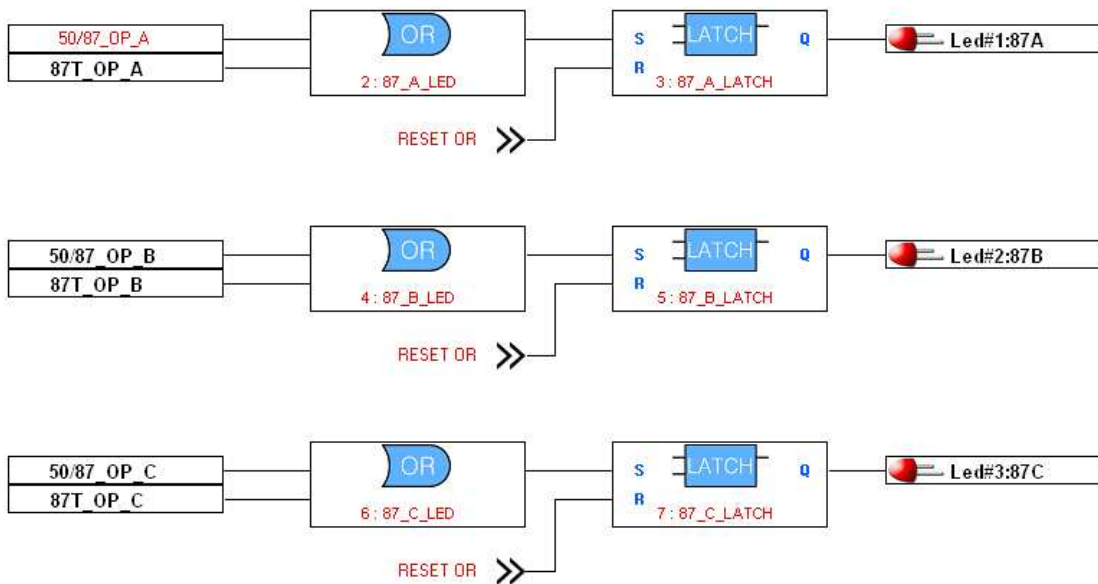 50/87_OP_A
87T_OP_A
OR
2 : 87_A_LED
S
R
LATCH
Q
3 : 87_A_LATCH
Led#1:87A
RESET OR
50/87_OP_B
87T_OP_B
OR
4 : 87_B_LED
S
R
LATCH
Q
5 : 87_B_LATCH
Led#2:87B
RESET OR
50/87_OP_C
87T_OP_C
OR
6 : 87_C_LED
S
R
LATCH
Q
7 : 87_C_LATCH
Led#3:87C
RESET OR